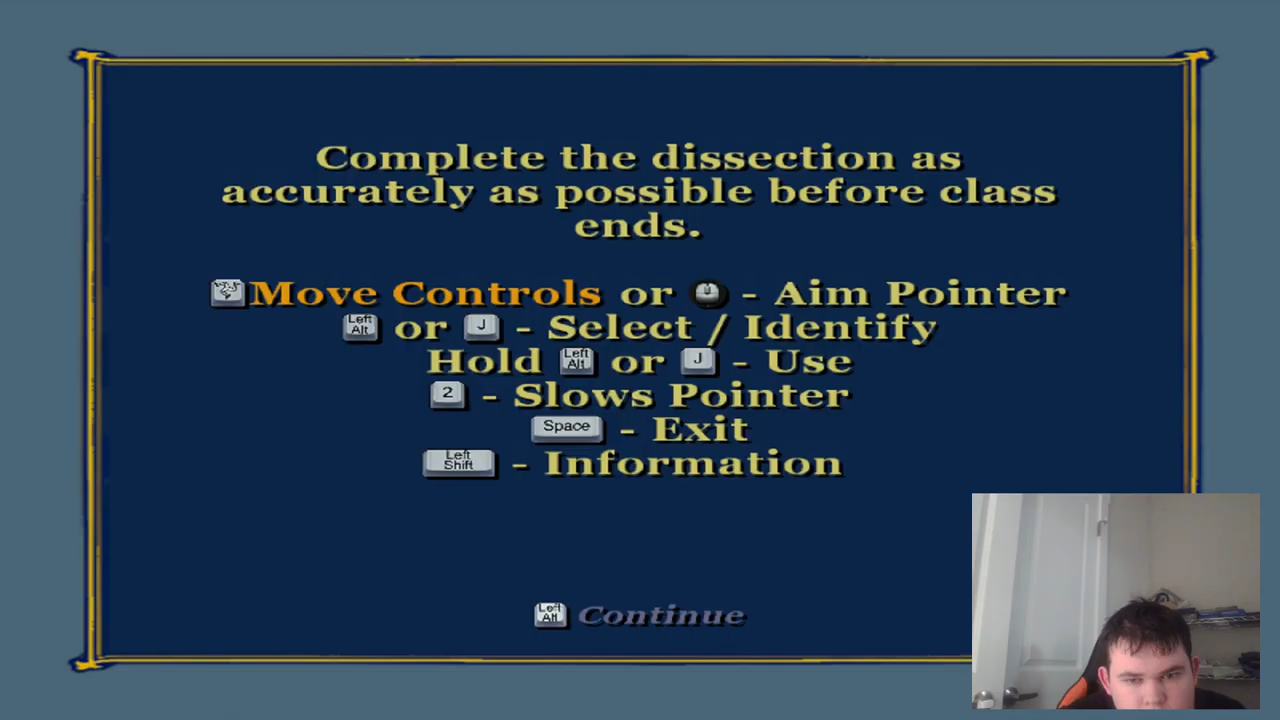 Complete the dissection as
accurately as possible before class
ends.
Move Controls or - Aim Pointer
Left Alt or J - Select / Identify
Hold Left Alt or J - Use
2 - Slows Pointer
Space - Exit
Left Shift - Information
Left Alt Continue